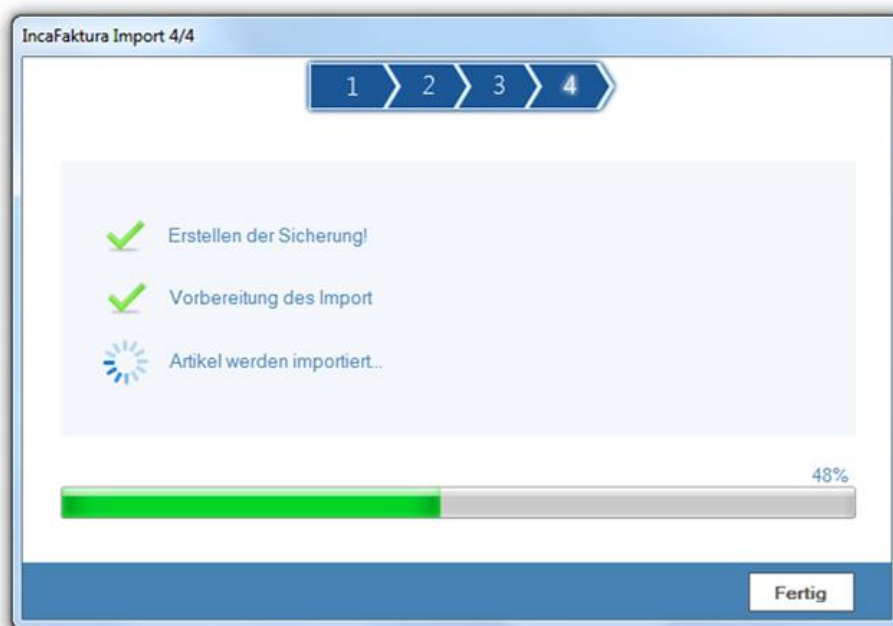 IncaFaktura Import 4/4
1 2 3 4
Erstellen der Sicherung!
Vorbereitung des Import
Artikel werden importiert...
48%
Fertig